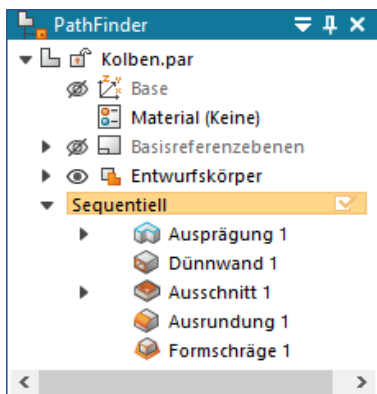 PathFinder
Kolben.par
Base
Material (Keine)
Basisreferenzebenen
Entwurfskörper
Sequentiell
Ausprägung 1
Dünnwand 1
Ausschnitt 1
Ausrundung 1
Formschräge 1